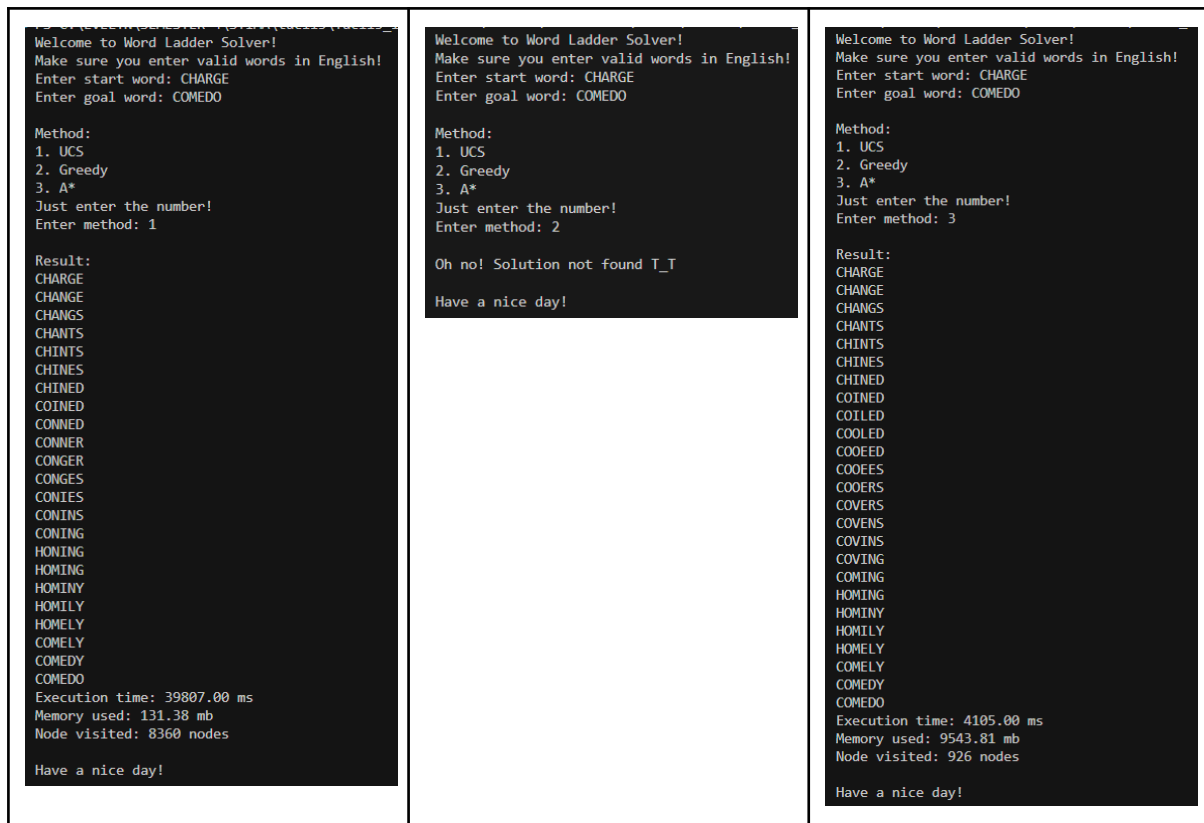 Welcome to Word Ladder Solver!
Make sure you enter valid words in English!
Enter start word: CHARGE
Enter goal word: COMEDO
Method:
1. UCS
2. Greedy
3. A*
Just enter the number!
Enter method: 1
Result:
CHARGE
CHANGE
CHANGS
CHANTS
CHINTS
CHINES
CHINED
COINED
CONNED
CONNER
CONGER
CONGES
CONIES
CONINS
CONING
HONING
HOMING
HOMINY
HOMILY
HOMELY
COMELY
COMEDY
COMEDO
Execution time: 39807.00 ms
Memory used: 131.38 mb
Node visited: 8360 nodes
Have a nice day!
Welcome to Word Ladder Solver!
Make sure you enter valid words in English!
Enter start word: CHARGE
Enter goal word: COMEDO
Method:
1. UCS
2. Greedy
3. A*
Just enter the number!
Enter method: 2
Oh no! Solution not found T_T
Have a nice day!
Welcome to Word Ladder Solver!
Make sure you enter valid words in English!
Enter start word: CHARGE
Enter goal word: COMEDO
Method:
1. UCS
2. Greedy
3. A*
Just enter the number!
Enter method: 3
Result:
CHARGE
CHANGE
CHANGS
CHANTS
CHINTS
CHINES
CHINED
COINED
COILED
COOLED
COOEED
COOEES
COOERS
COVERS
COVENS
COVINS
COVING
COMING
HOMING
HOMINY
HOMILY
HOMELY
COMELY
COMEDY
COMEDO
Execution time: 4105.00 ms
Memory used: 9543.81 mb
Node visited: 926 nodes
Have a nice day!